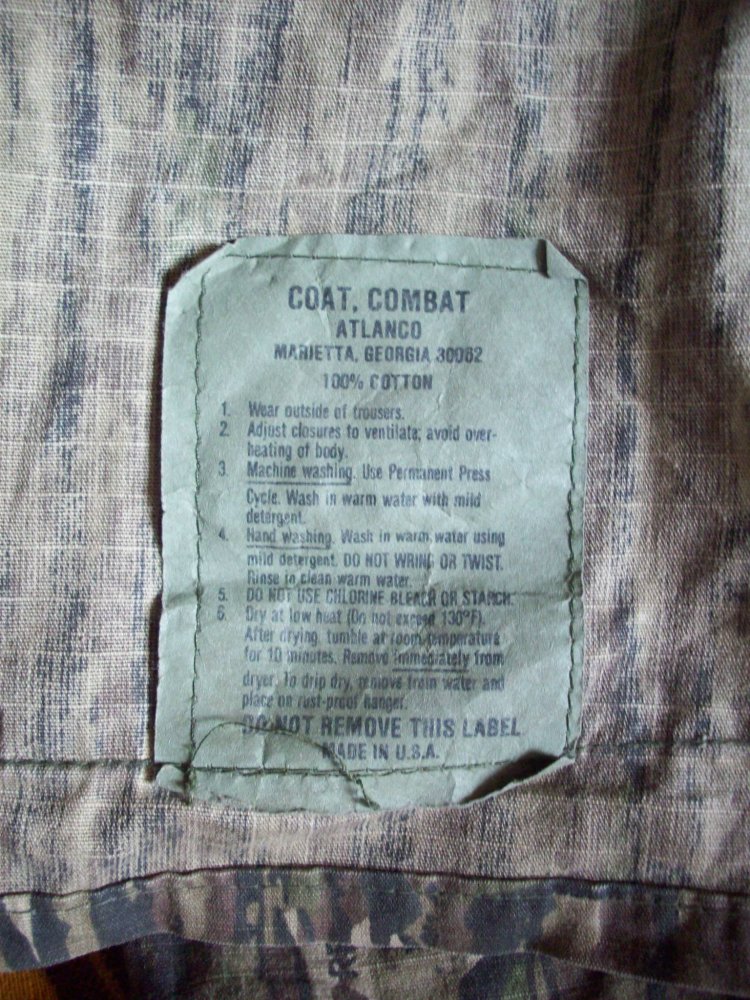 COAT, COMBAT
ATLANCO
MARIETTA, GEORGIA 30062
100% COTTON
1. Wear outside of trousers.
2. Adjust closures to ventilate; avoid over-
heating of body.
3. Machine washing. Use Permanent Press
Cycle. Wash in warm water with mild
detergent.
4. Hand washing. Wash in warm water using
mild detergent. DO NOT WRING OR TWIST.
Rinse in clean warm water.
5. DO NOT USE CHLORINE BLEACH OR STARCH.
6. Dry at low heat (Do not exceed 130°F).
After drying, tumble at room temperature
for 10 minutes. Remove immediately from
dryer. To drip dry, remove from water and
place on rust-proof hanger.
DO NOT REMOVE THIS LABEL
MADE IN U.S.A.